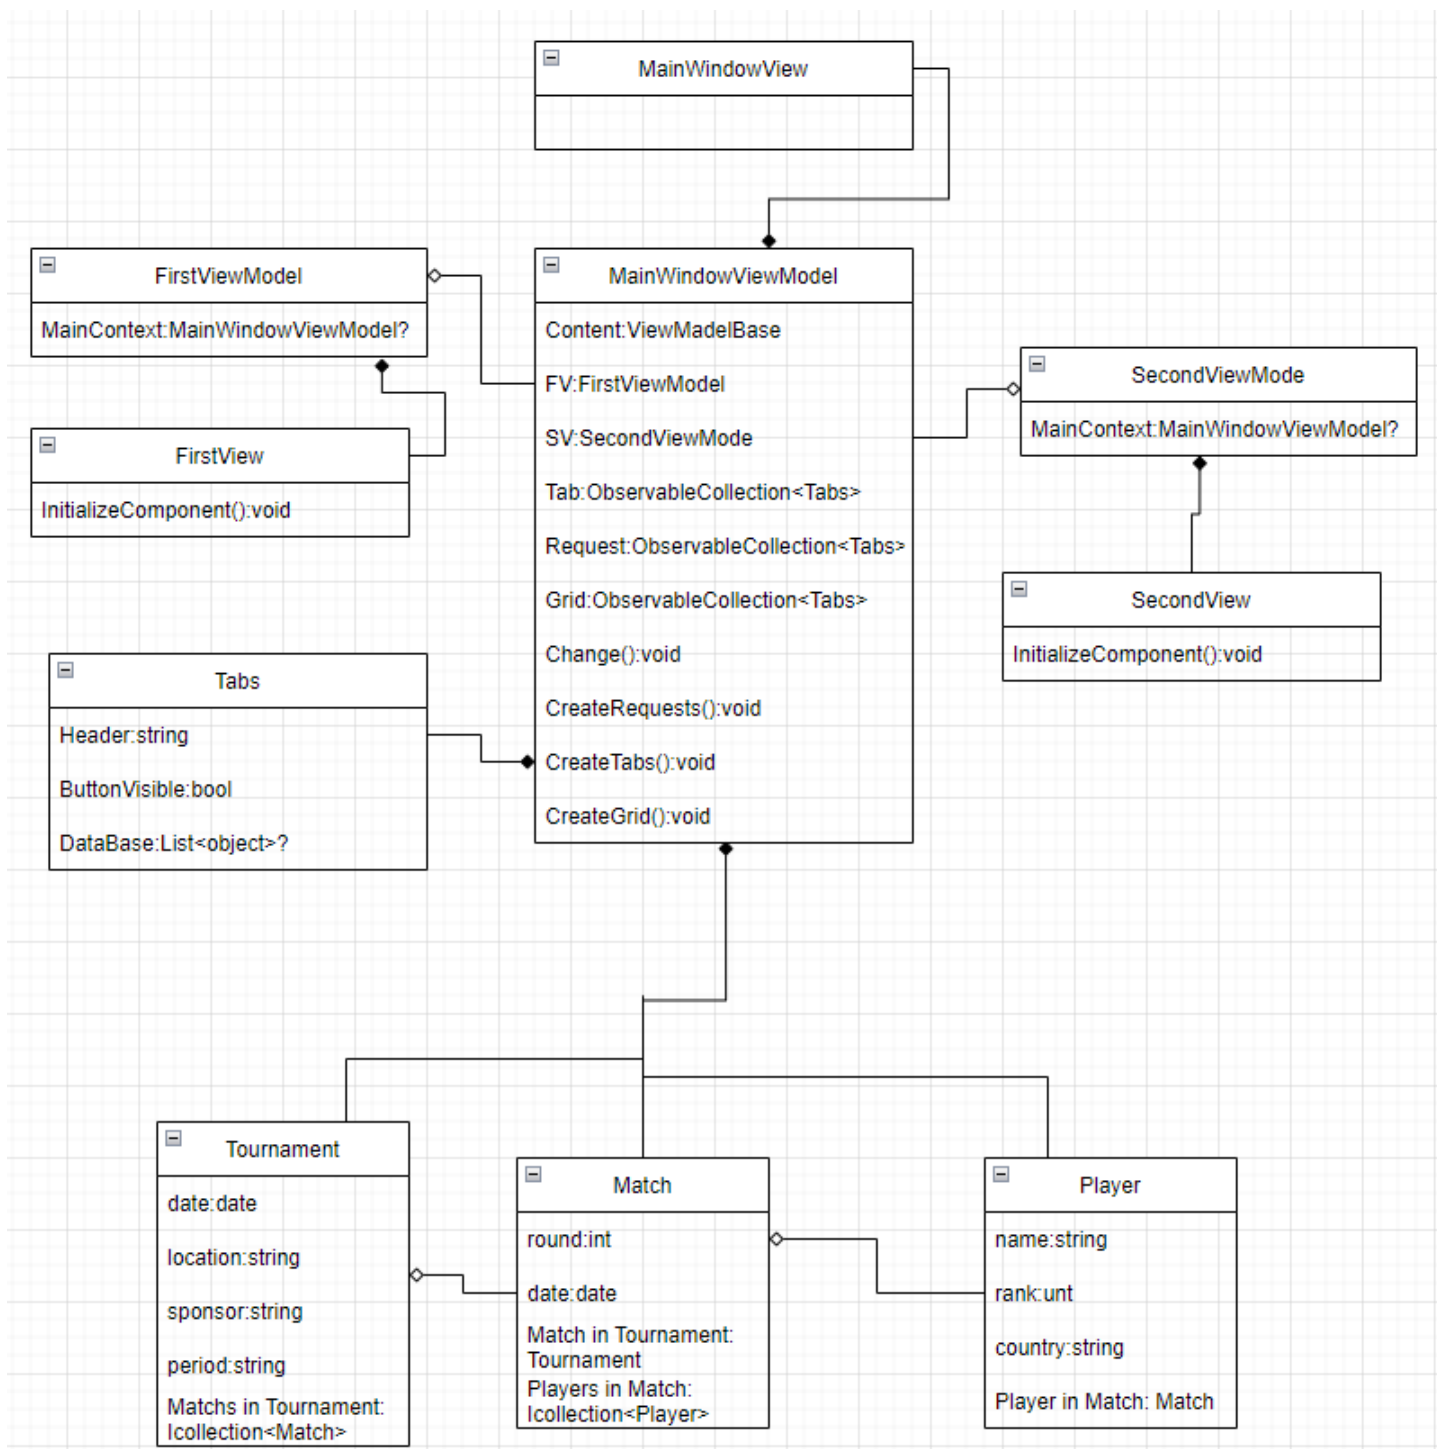 MainWindowView
FirstViewModel
MainContext:MainWindowViewModel?
FirstView
InitializeComponent():void
MainWindowViewModel
Content:ViewMadelBase
FV:FirstViewModel
SV:SecondViewMode
Tab:ObservableCollection<Tabs>
Request:ObservableCollection<Tabs>
Grid:ObservableCollection<Tabs>
Change():void
CreateRequests():void
CreateTabs():void
CreateGrid():void
SecondViewMode
MainContext:MainWindowViewModel?
SecondView
InitializeComponent():void
Tabs
Header:string
ButtonVisible:bool
DataBase:List<object>?
Tournament
date:date
location:string
sponsor:string
period:string
Matchs in Tournament:
Icollection<Match>
Match
round:int
date:date
Match in Tournament:
Tournament
Players in Match:
Icollection<Player>
Player
name:string
rank:unt
country:string
Player in Match: Match